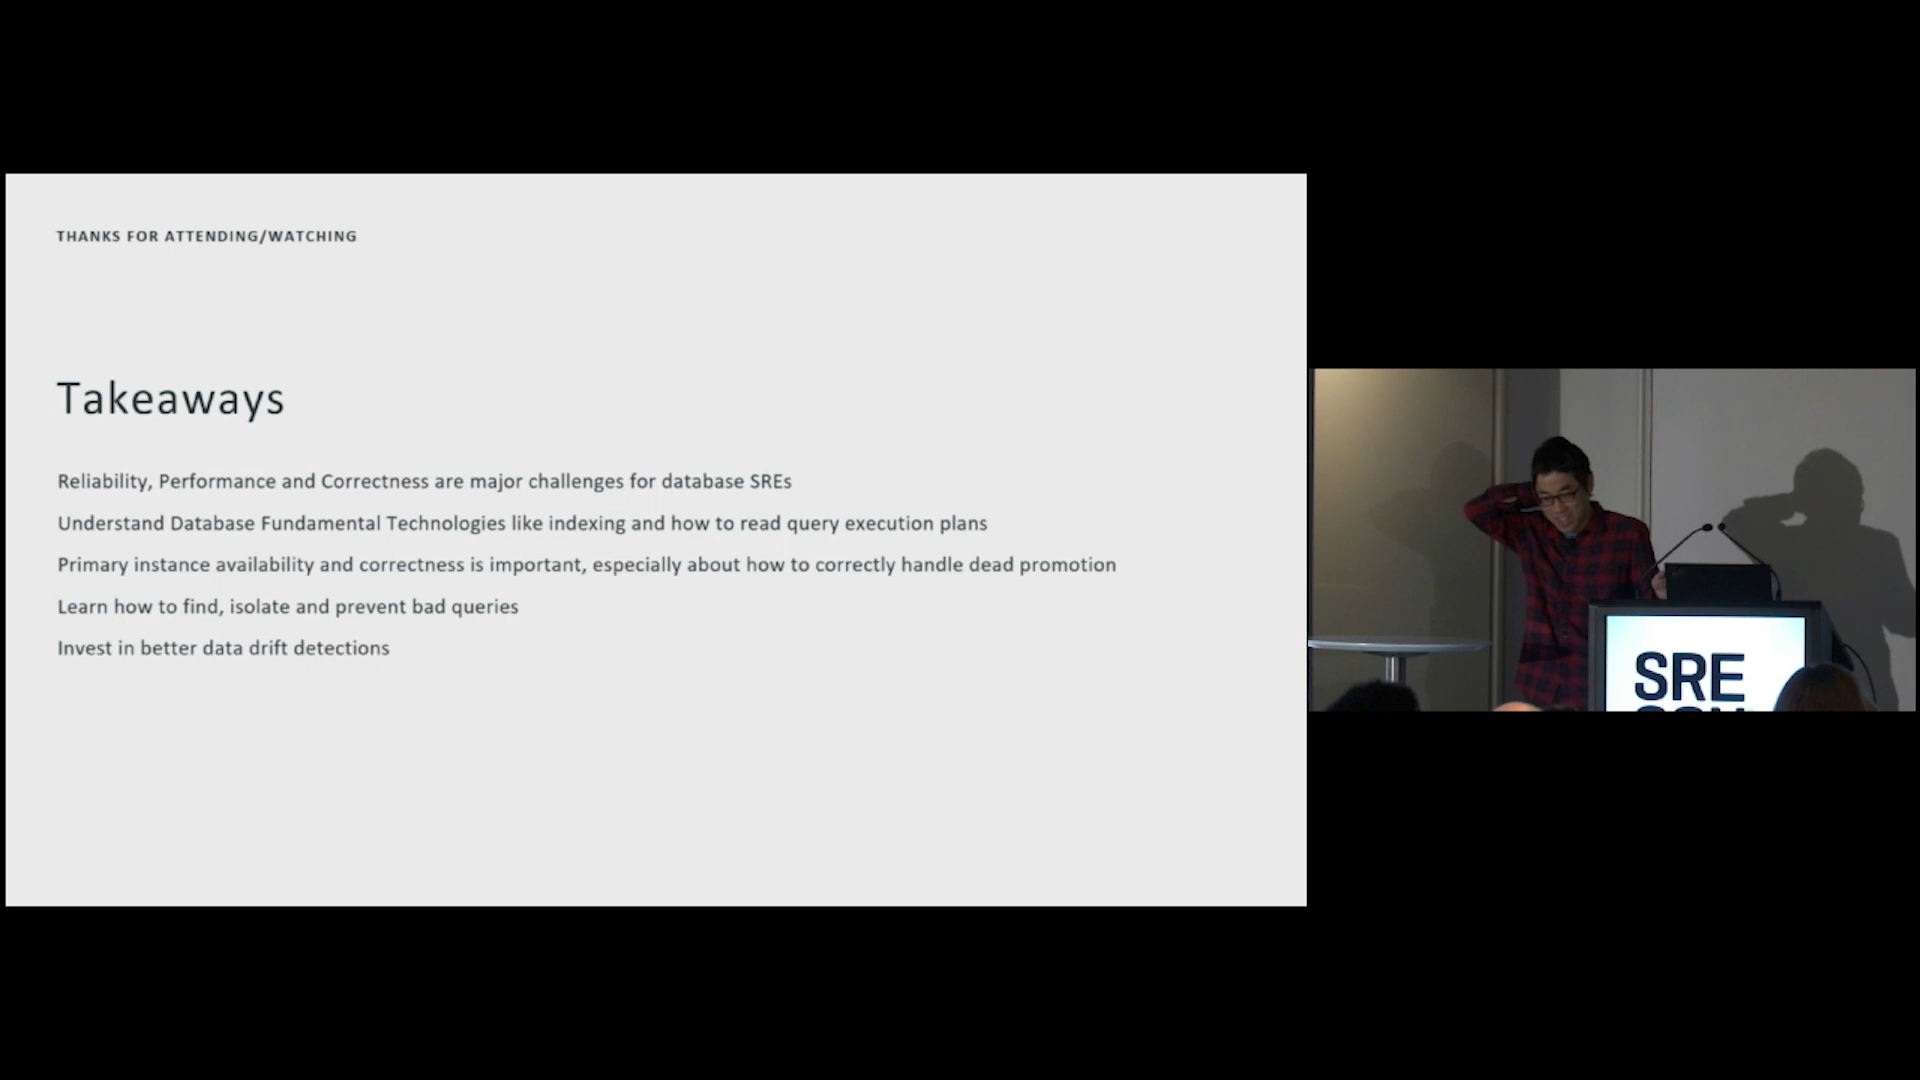 THANKS FOR ATTENDING/WATCHING
Takeaways
Reliability, Performance and Correctness are major challenges for database SREs
Understand Database Fundamental Technologies like indexing and how to read query execution plans
Primary instance availability and correctness is important, especially about how to correctly handle dead promotion
Learn how to find, isolate and prevent bad queries
Invest in better data drift detections
SRE